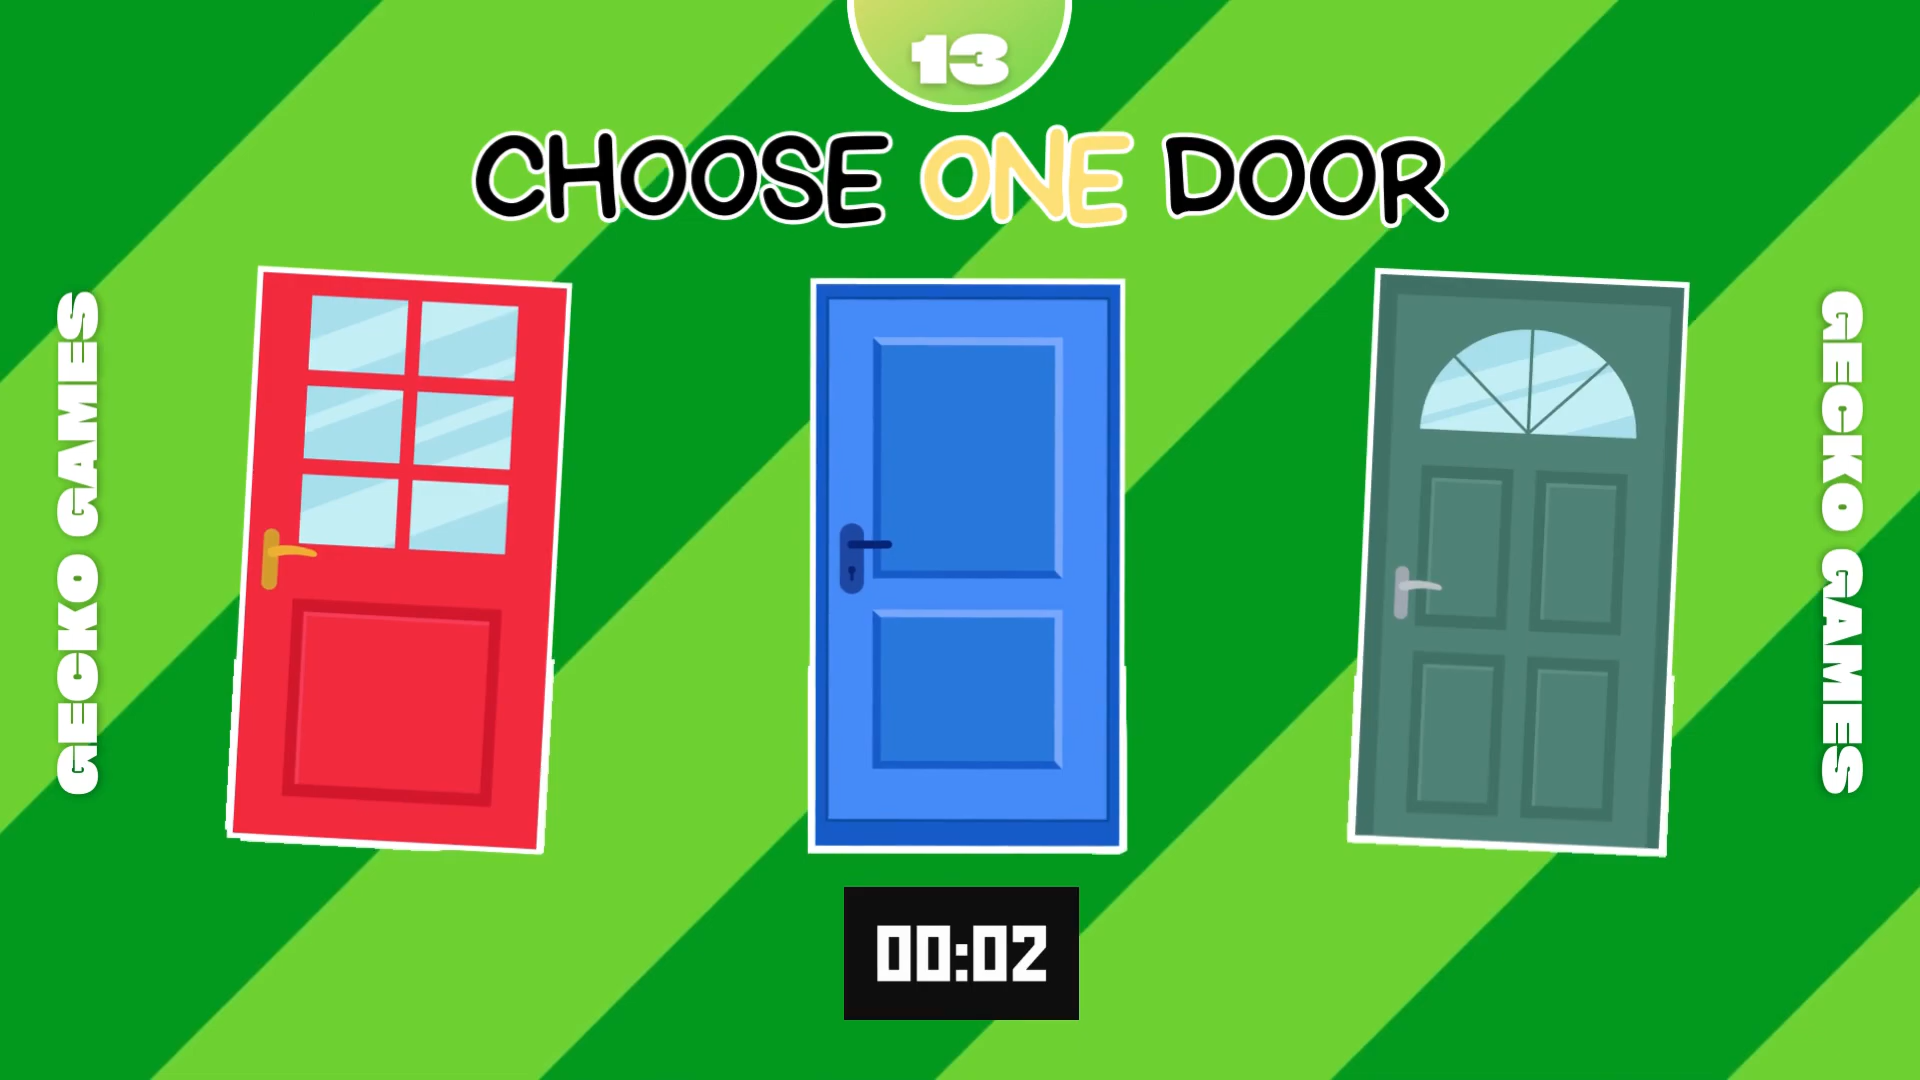 13
CHOOSE ONE DOOR
GECKO GAMES
GECKO GAMES
00:02